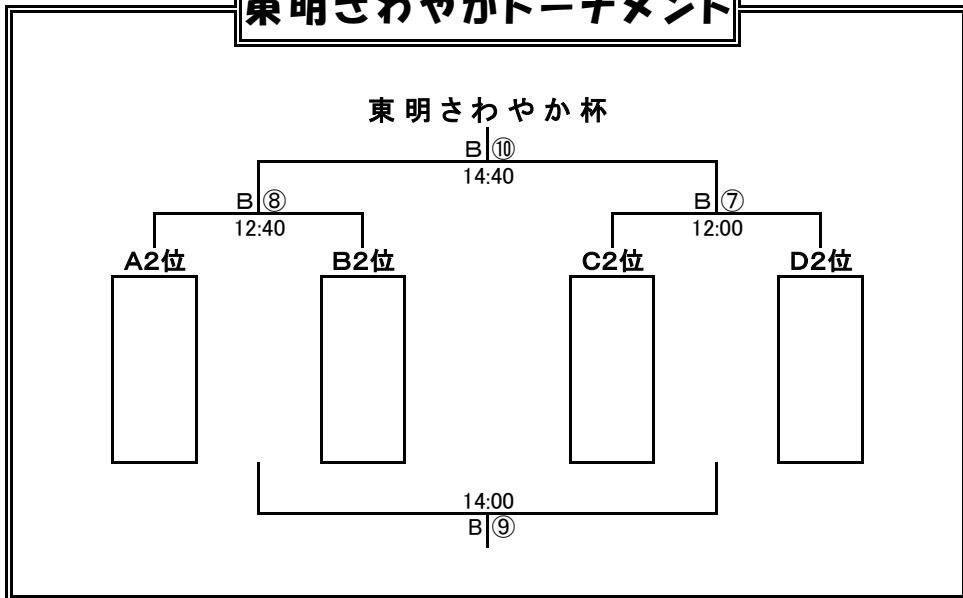 東明さわやかトーナメント
東明さわやか杯
B ⑩
14:40
B ⑧
B ⑦
12:40
12:00
A2位
B2位
C2位
D2位
14:00
B ⑨